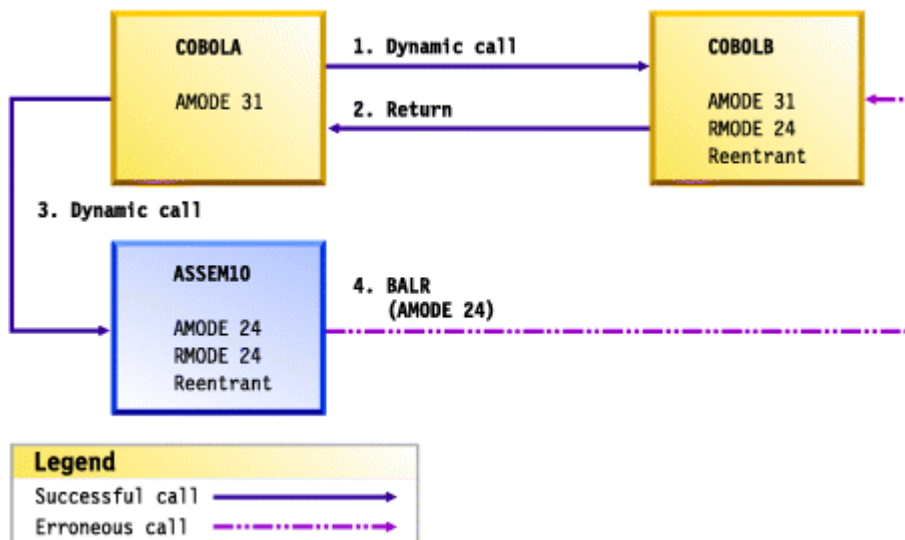 COBOLA
AMODE 31
1. Dynamic call
2. Return
COBOLB
AMODE 31
RMODE 24
Reentrant
3. Dynamic call
ASSEM10
AMODE 24
RMODE 24
Reentrant
4. BALR
(AMODE 24)
Legend
Successful call
Erroneous call